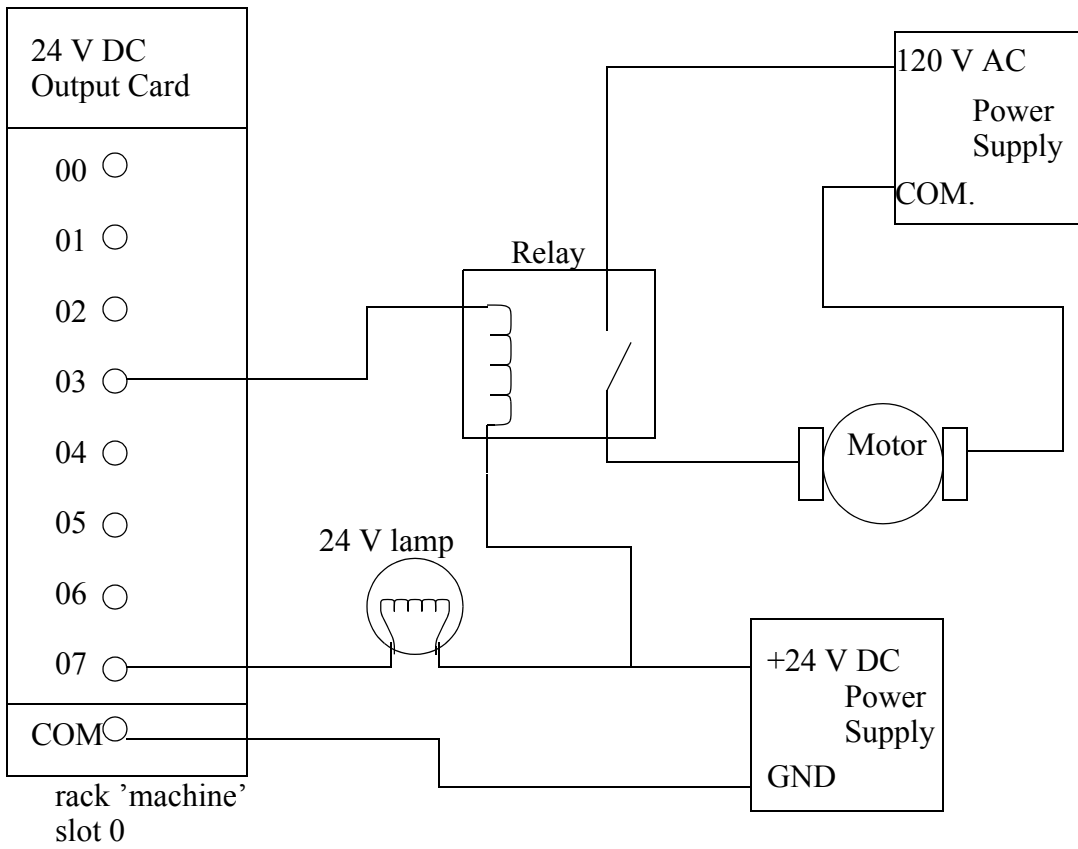 24 V DC
Output Card
00
01
02
03
04
05
06
07
COM
rack ’machine’
slot 0
Relay
24 V lamp
120 V AC
Power
Supply
COM.
Motor
+24 V DC
Power
Supply
GND